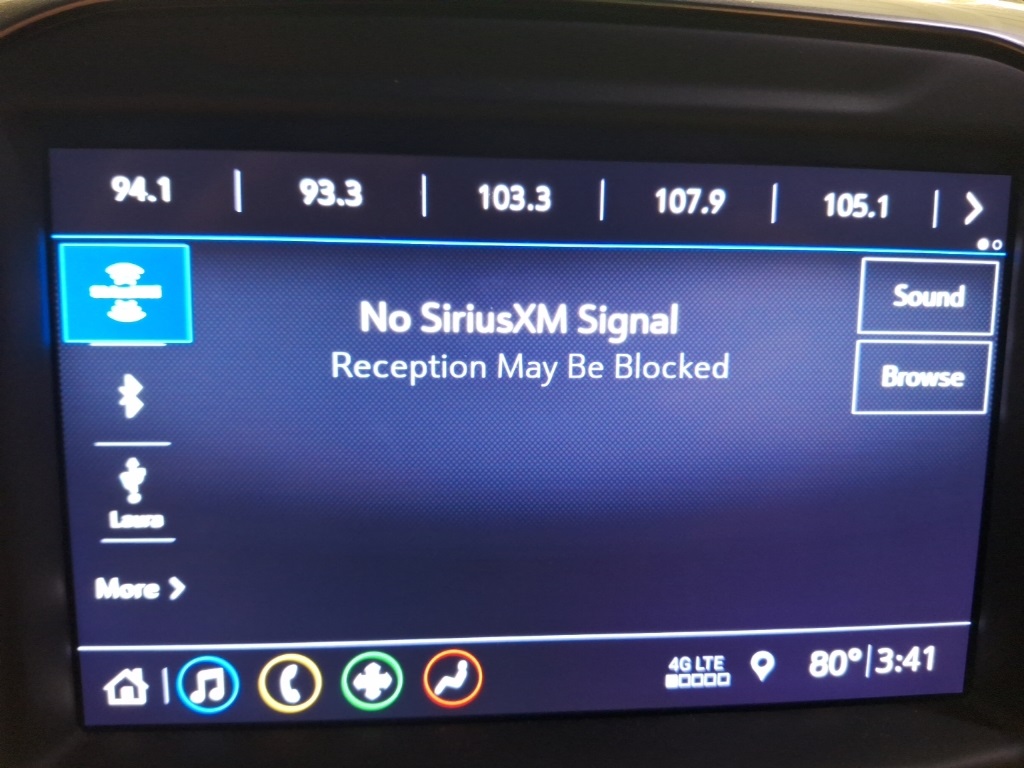 94.1 | 93.3 | 103.3 | 107.9 | 105.1 |
Sound
No SiriusXM Signal
Reception May Be Blocked
Browse
Laura
More
4G LTE
80° | 3:41